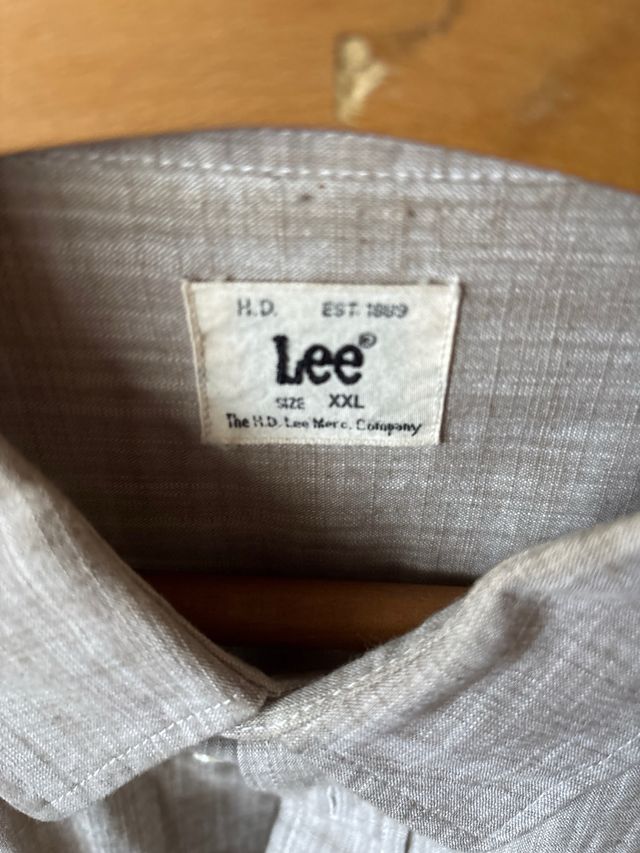 H.D. EST. 1889
Lee®
SIZE XXL
The H.D. Lee Merc. Company